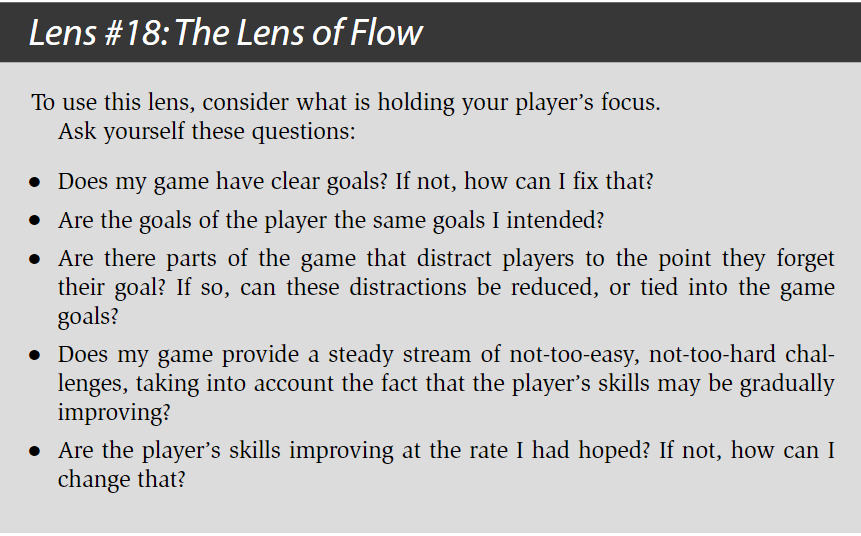 Lens #18: The Lens of Flow
To use this lens, consider what is holding your player’s focus.
Ask yourself these questions:
● Does my game have clear goals? If not, how can I fix that?
● Are the goals of the player the same goals I intended?
● Are there parts of the game that distract players to the point they forget
their goal? If so, can these distractions be reduced, or tied into the game
goals?
● Does my game provide a steady stream of not-too-easy, not-too-hard chal-
lenges, taking into account the fact that the player’s skills may be gradually
improving?
● Are the player’s skills improving at the rate I had hoped? If not, how can I
change that?